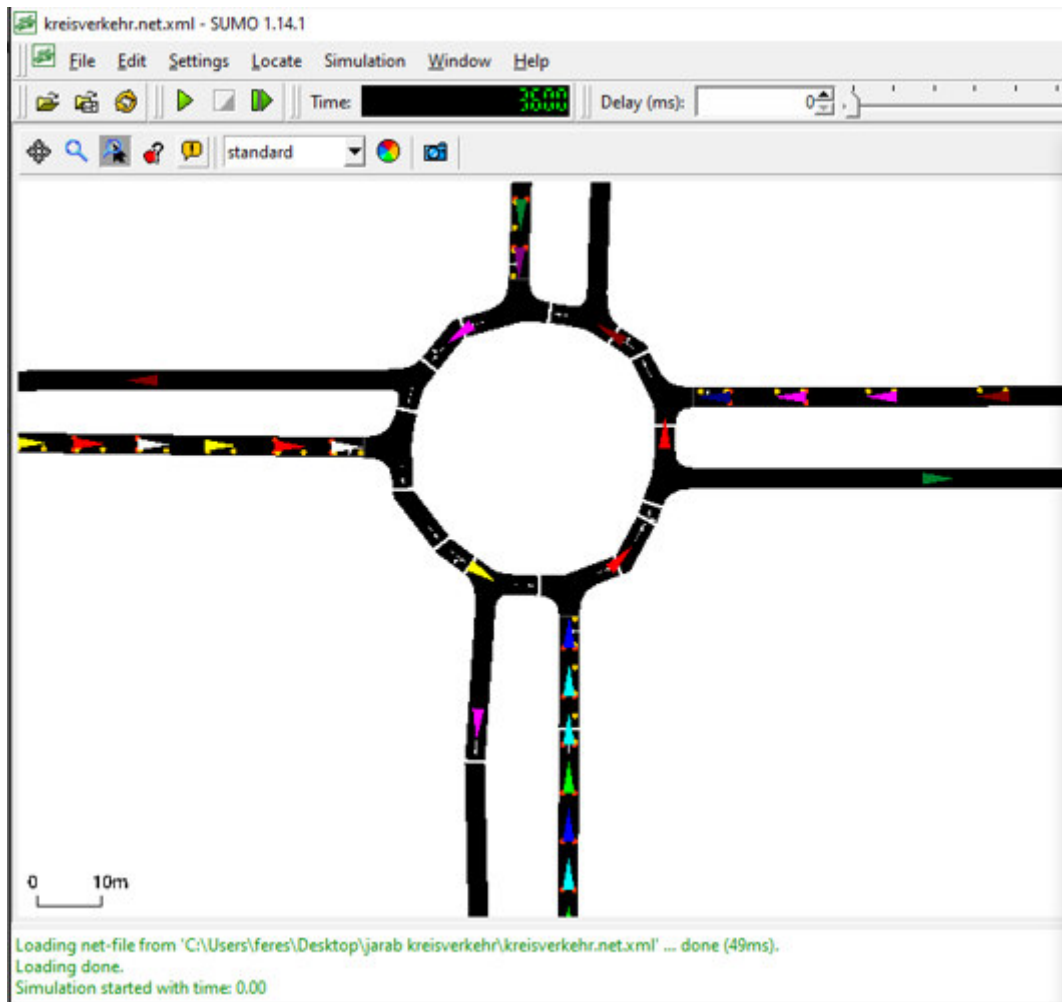 kreisverkehr.net.xml - SUMO 1.14.1
File Edit Settings Locate Simulation Window Help
Time: 3600 Delay (ms): 0
standard
0 10m
Loading net-file from 'C:\Users\feres\Desktop\jarab kreisverkehr\kreisverkehr.net.xml' ... done (49ms).
Loading done.
Simulation started with time: 0.00